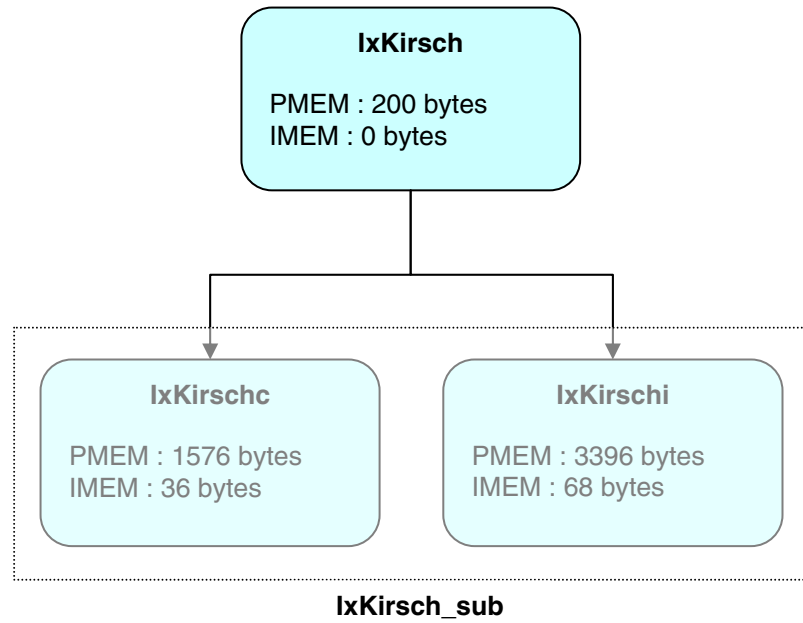 IxKirsch
PMEM : 200 bytes
IMEM : 0 bytes
IxKirschc
PMEM : 1576 bytes
IMEM : 36 bytes
IxKirschi
PMEM : 3396 bytes
IMEM : 68 bytes
IxKirsch_sub